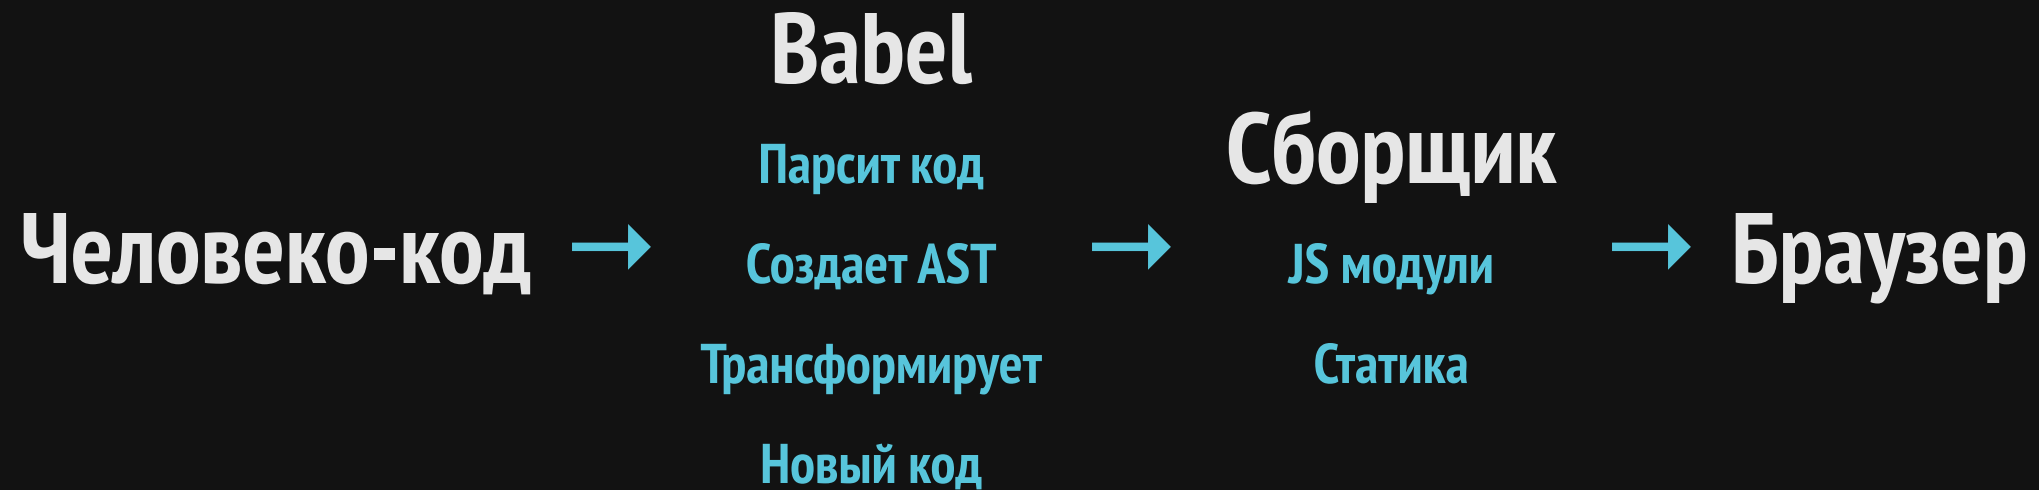 Человеко-код
Babel
Парсит код
Создает AST
Трансформирует
Новый код
Сборщик
JS модули
Статика
Браузер